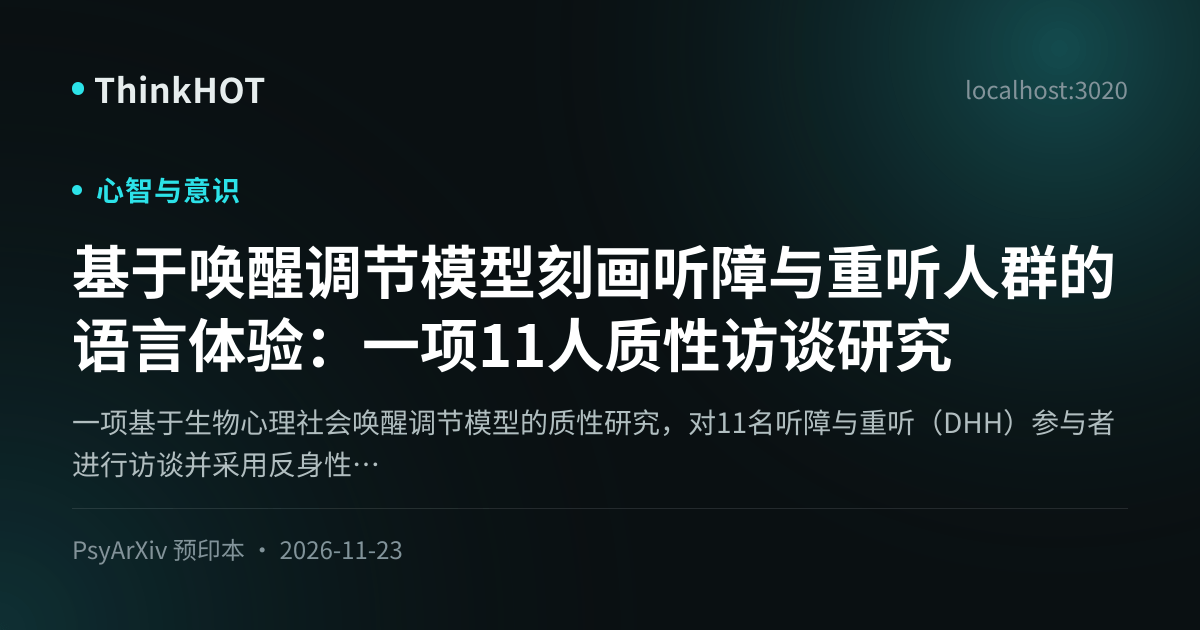 ThinkHOT
localhost:3020
心智与意识
基于唤醒调节模型刻画听障与重听人群的
语言体验：一项11人质性访谈研究
一项基于生物心理社会唤醒调节模型的质性研究，对11名听障与重听（DHH）参与者
进行访谈并采用反身性…
PsyArXiv 预印本 · 2026-11-23